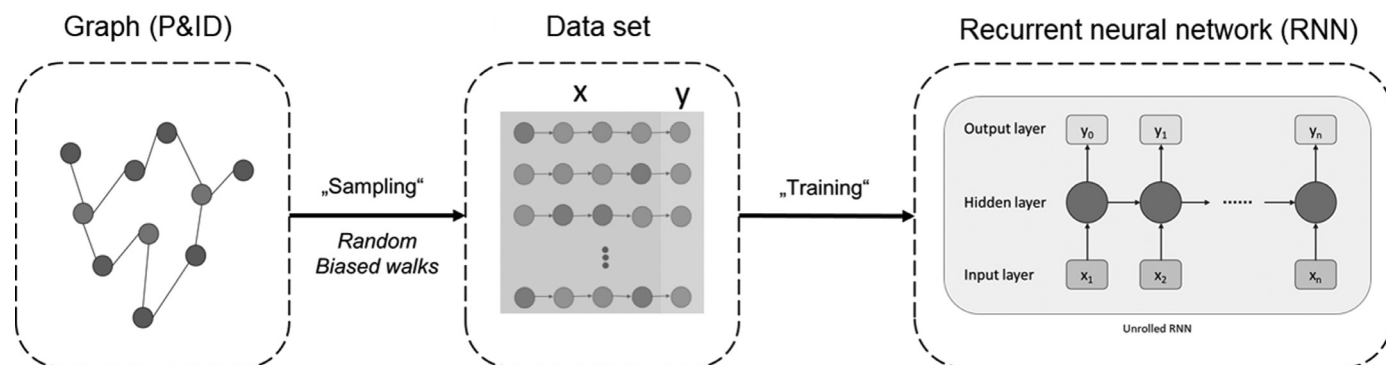 Graph (P&ID)
„Sampling“
Random
Biased walks
Data set
x y
„Training“
Recurrent neural network (RNN)
Output layer y0 y1 yn
Hidden layer ......
Input layer x1 x2 xn
Unrolled RNN